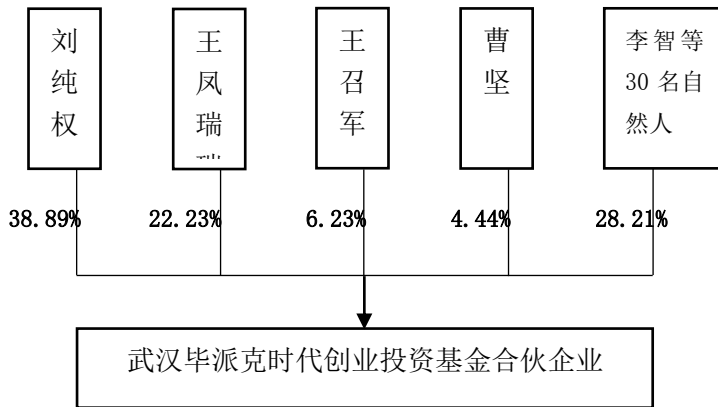 刘纯权
王凤瑞
王召军
曹坚
李智等
30 名自
然人
38.89%
22.23%
6.23%
4.44%
28.21%
武汉毕派克时代创业投资基金合伙企业